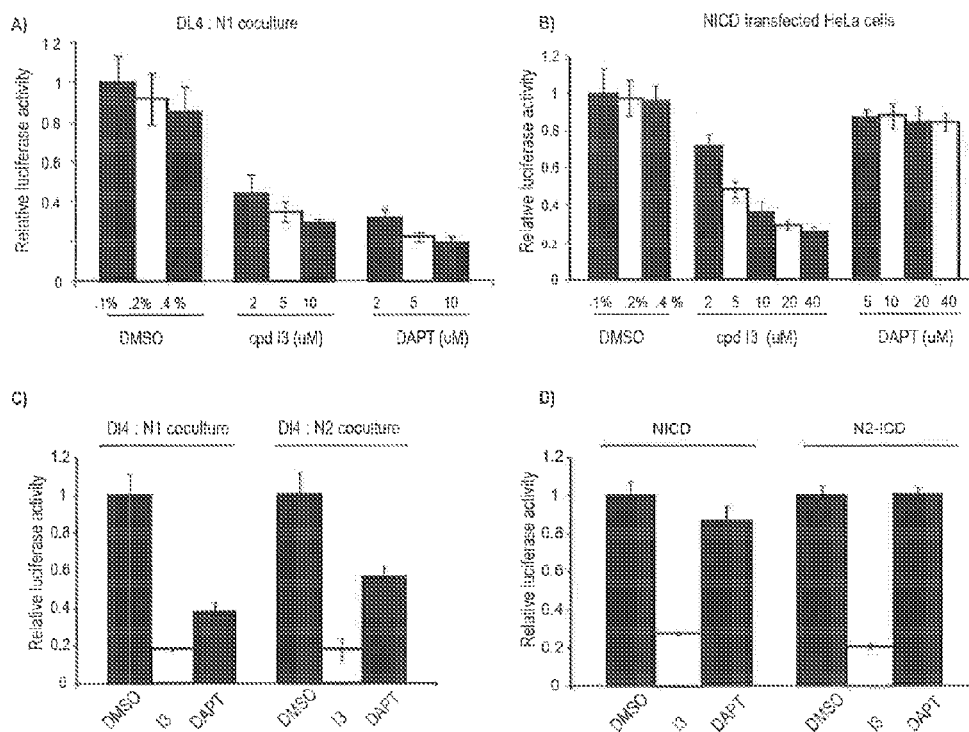 A)
DL4 : N1 coculture
Relative luciferase activity
1.2
1
0.8
0.6
0.4
0.2
0
.1% .2% .4 %
2 5 10
2 5 10
DMSO
cpd I3 (uM)
DAPT (uM)
B)
NICD transfected HeLa cells
Relative luciferase activity
1.2
1
0.8
0.6
0.4
0.2
0
.1% .2% .4 %
2 5 10 20 40
5 10 20 40
DMSO
cpd I3 (uM)
DAPT (uM)
C)
Dl4 : N1 coculture
Dl4 : N2 coculture
Relative luciferase activity
1.2
1
0.8
0.6
0.4
0.2
0
DMSO
I3
DAPT
DMSO
I3
DAPT
D)
NICD
N2-ICD
Relative luciferase activity
1.2
1
0.8
0.6
0.4
0.2
0
DMSO
I3
DAPT
DMSO
I3
DAPT